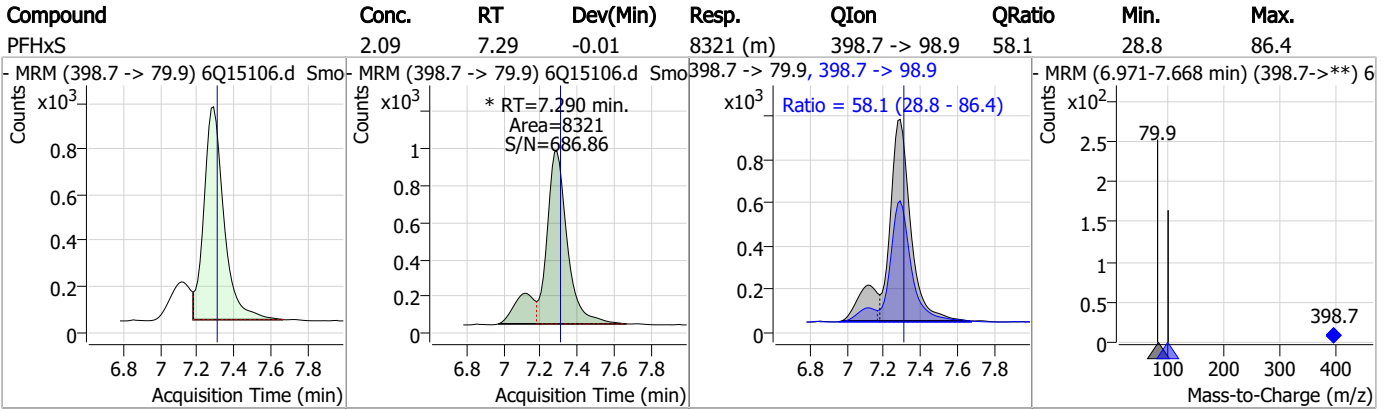 Compound Conc. RT Dev(Min) Resp. QIon QRatio Min. Max.
PFHxS 2.09 7.29 -0.01 8321 (m) 398.7 -> 98.9 58.1 28.8 86.4
- MRM (398.7 -> 79.9) 6Q15106.d Smo
Counts
x10³
0.8
0.6
0.4
0.2
0
6.8 7 7.2 7.4 7.6 7.8
Acquisition Time (min)
- MRM (398.7 -> 79.9) 6Q15106.d Smo
Counts
x10³
* RT=7.290 min.
Area=8321
S/N=686.86
1
0.8
0.6
0.4
0.2
0
6.8 7 7.2 7.4 7.6 7.8
Acquisition Time (min)
398.7 -> 79.9, 398.7 -> 98.9
Counts
x10³
Ratio = 58.1 (28.8 - 86.4)
0.8
0.6
0.4
0.2
0
6.8 7 7.2 7.4 7.6 7.8
Acquisition Time (min)
- MRM (6.971-7.668 min) (398.7->**) 6
Counts
x10²
79.9
2.5
2
1.5
1
0.5
0
398.7
100 200 300 400
Mass-to-Charge (m/z)